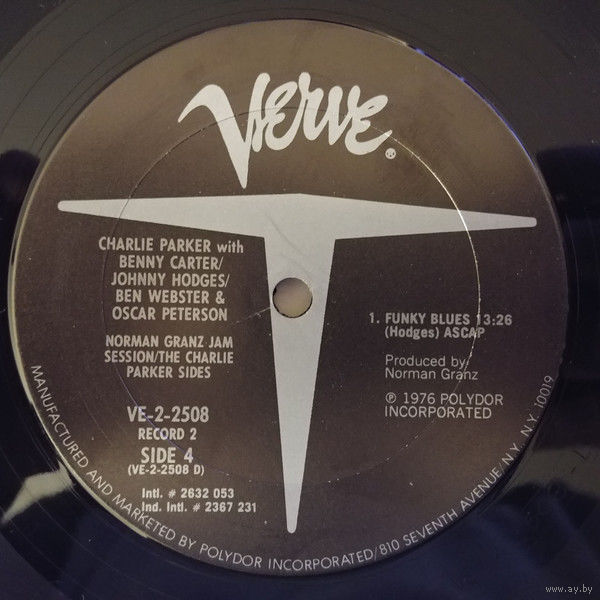 Verve®
CHARLIE PARKER with
BENNY CARTER/
JOHNNY HODGES/
BEN WEBSTER &
OSCAR PETERSON
NORMAN GRANZ JAM
SESSION/THE CHARLIE
PARKER SIDES
VE-2-2508
RECORD 2
SIDE 4
(VE-2-2508 D)
Intl. # 2632 053
Ind. Intl. # 2367 231
1. FUNKY BLUES 13:26
(Hodges) ASCAP
Produced by
Norman Granz
℗ 1976 POLYDOR
INCORPORATED
MANUFACTURED AND MARKETED BY POLYDOR INCORPORATED/810 SEVENTH AVENUE/N.Y. N.Y. 10019
www.ay.by